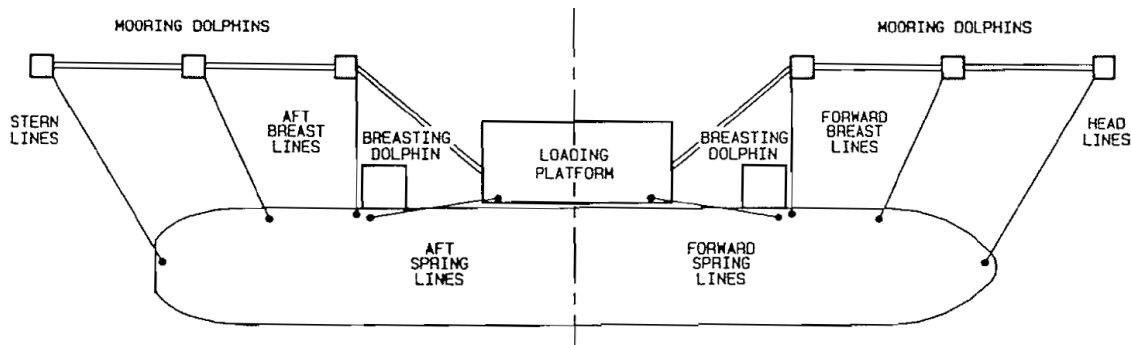 MOORING DOLPHINS
MOORING DOLPHINS
STERN
LINES
AFT
BREAST
LINES
BREASTING
DOLPHIN
LOADING
PLATFORM
BREASTING
DOLPHIN
FORWARD
BREAST
LINES
HEAD
LINES
AFT
SPRING
LINES
FORWARD
SPRING
LINES